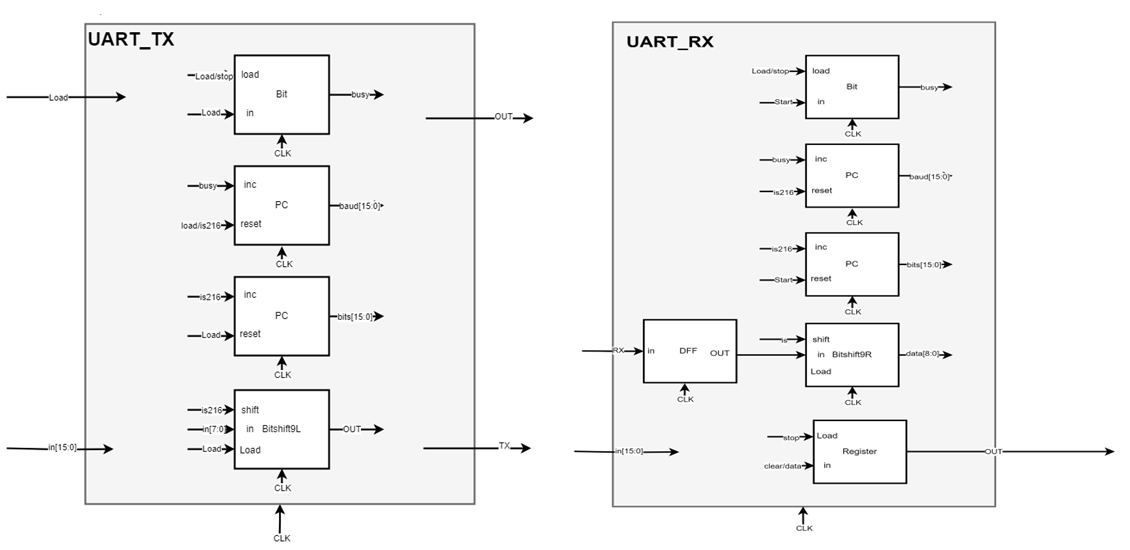 UART_TX
Load
Load/stop
load
Bit
busy
Load
in
CLK
OUT
busy
inc
PC
baud[15:0]
load/is216
reset
CLK
is216
inc
PC
bits[15:0]
Load
reset
CLK
is216
shift
in[7:0]
in
Bitshift9L
OUT
Load
Load
CLK
in[15:0]
TX
CLK
UART_RX
Load/stop
load
Bit
busy
Start
in
CLK
busy
inc
PC
baud[15:0]
is216
reset
CLK
is216
inc
PC
bits[15:0]
Start
reset
CLK
RX
in
DFF
OUT
CLK
is
shift
in
Bitshift9R
data[8:0]
Load
CLK
in[15:0]
stop
Load
Register
OUT
clear/data
in
CLK